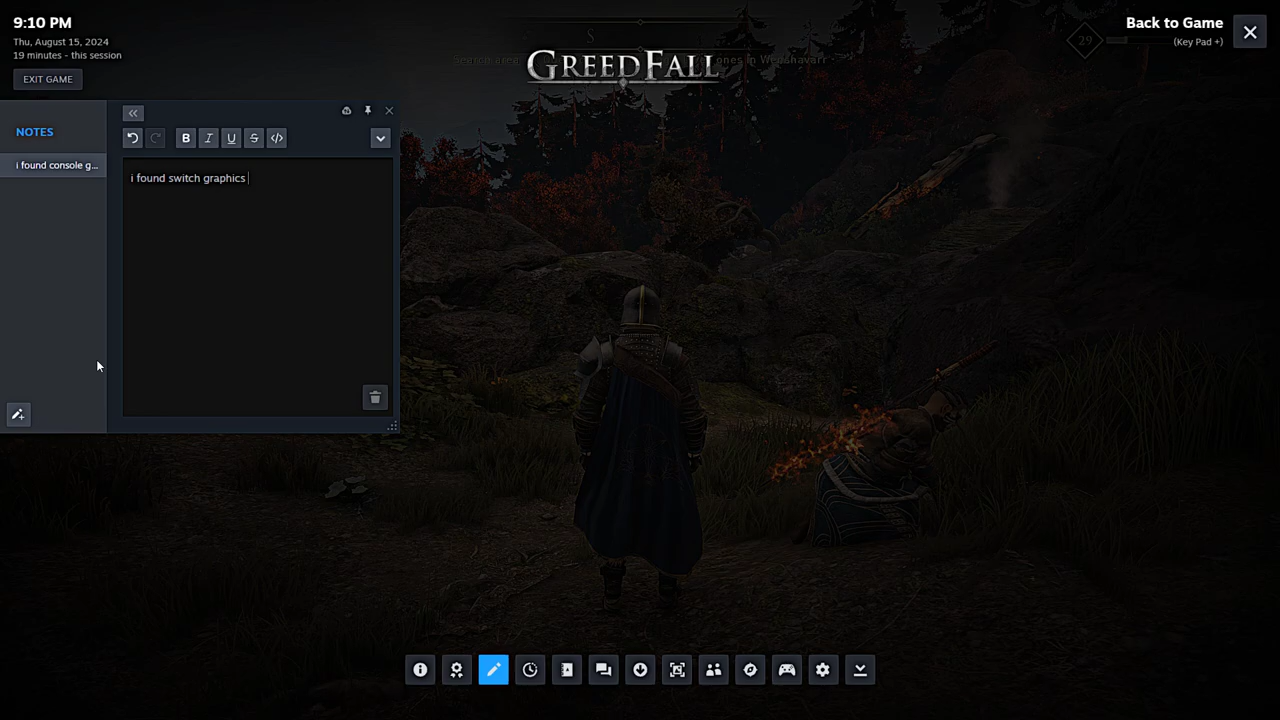 9:10 PM
Thu, August 15, 2024
19 minutes - this session
EXIT GAME
GREEDFALL
Back to Game
(Key Pad +)
29
NOTES
i found console g...
B I U S </>
i found switch graphics